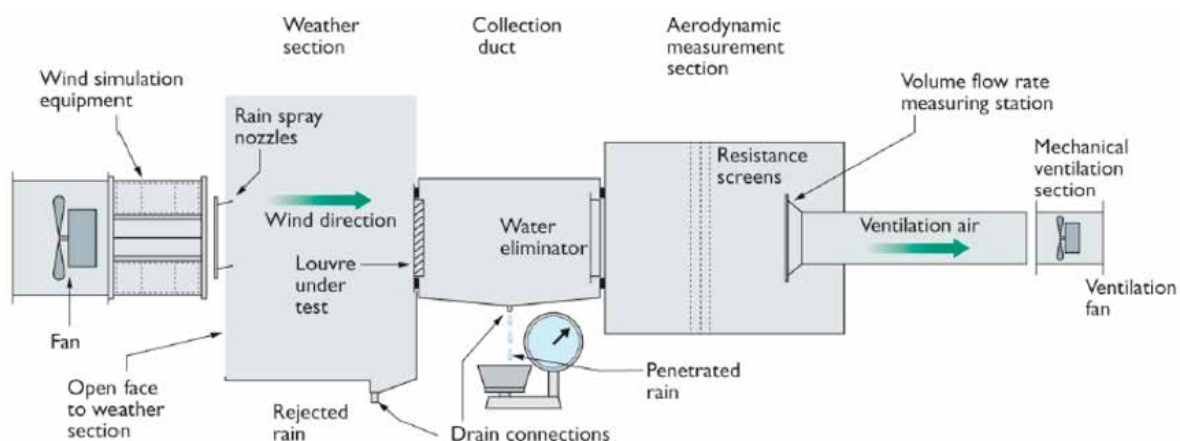 Weather
section
Collection
duct
Aerodynamic
measurement
section
Wind simulation
equipment
Rain spray
nozzles
Volume flow rate
measuring station
Mechanical
ventilation
section
Resistance
screens
Wind direction
Water
eliminator
Ventilation air
Louvre
under
test
Fan
Ventilation
fan
Open face
to weather
section
Rejected
rain
Drain connections
Penetrated
rain